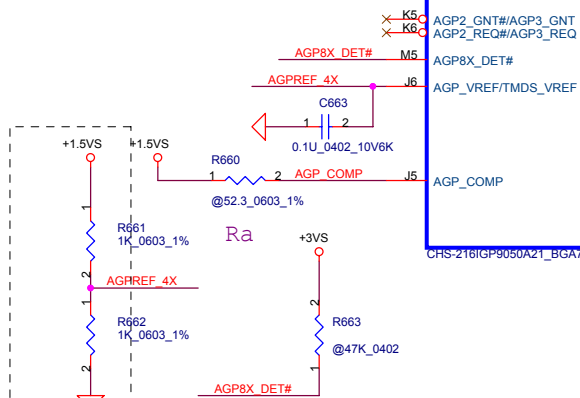 K5
AGP2_GNT#/AGP3_GNT
K6
AGP2_REQ#/AGP3_REQ
AGP8X_DET#
M5
AGP8X_DET#
AGPREF_4X
J6
AGP_VREF/TMDS_VREF
C663
1
2
0.1U_0402_10V6K
+1.5VS
+1.5VS
R660
1
2
AGP_COMP
J5
AGP_COMP
@52.3_0603_1%
Ra
1
R661
1K_0603_1%
2
AGPREF_4X
+3VS
CHS-216IGP9050A21_BGA7
1
R662
1K_0603_1%
2
2
R663
@47K_0402
1
AGP8X_DET#